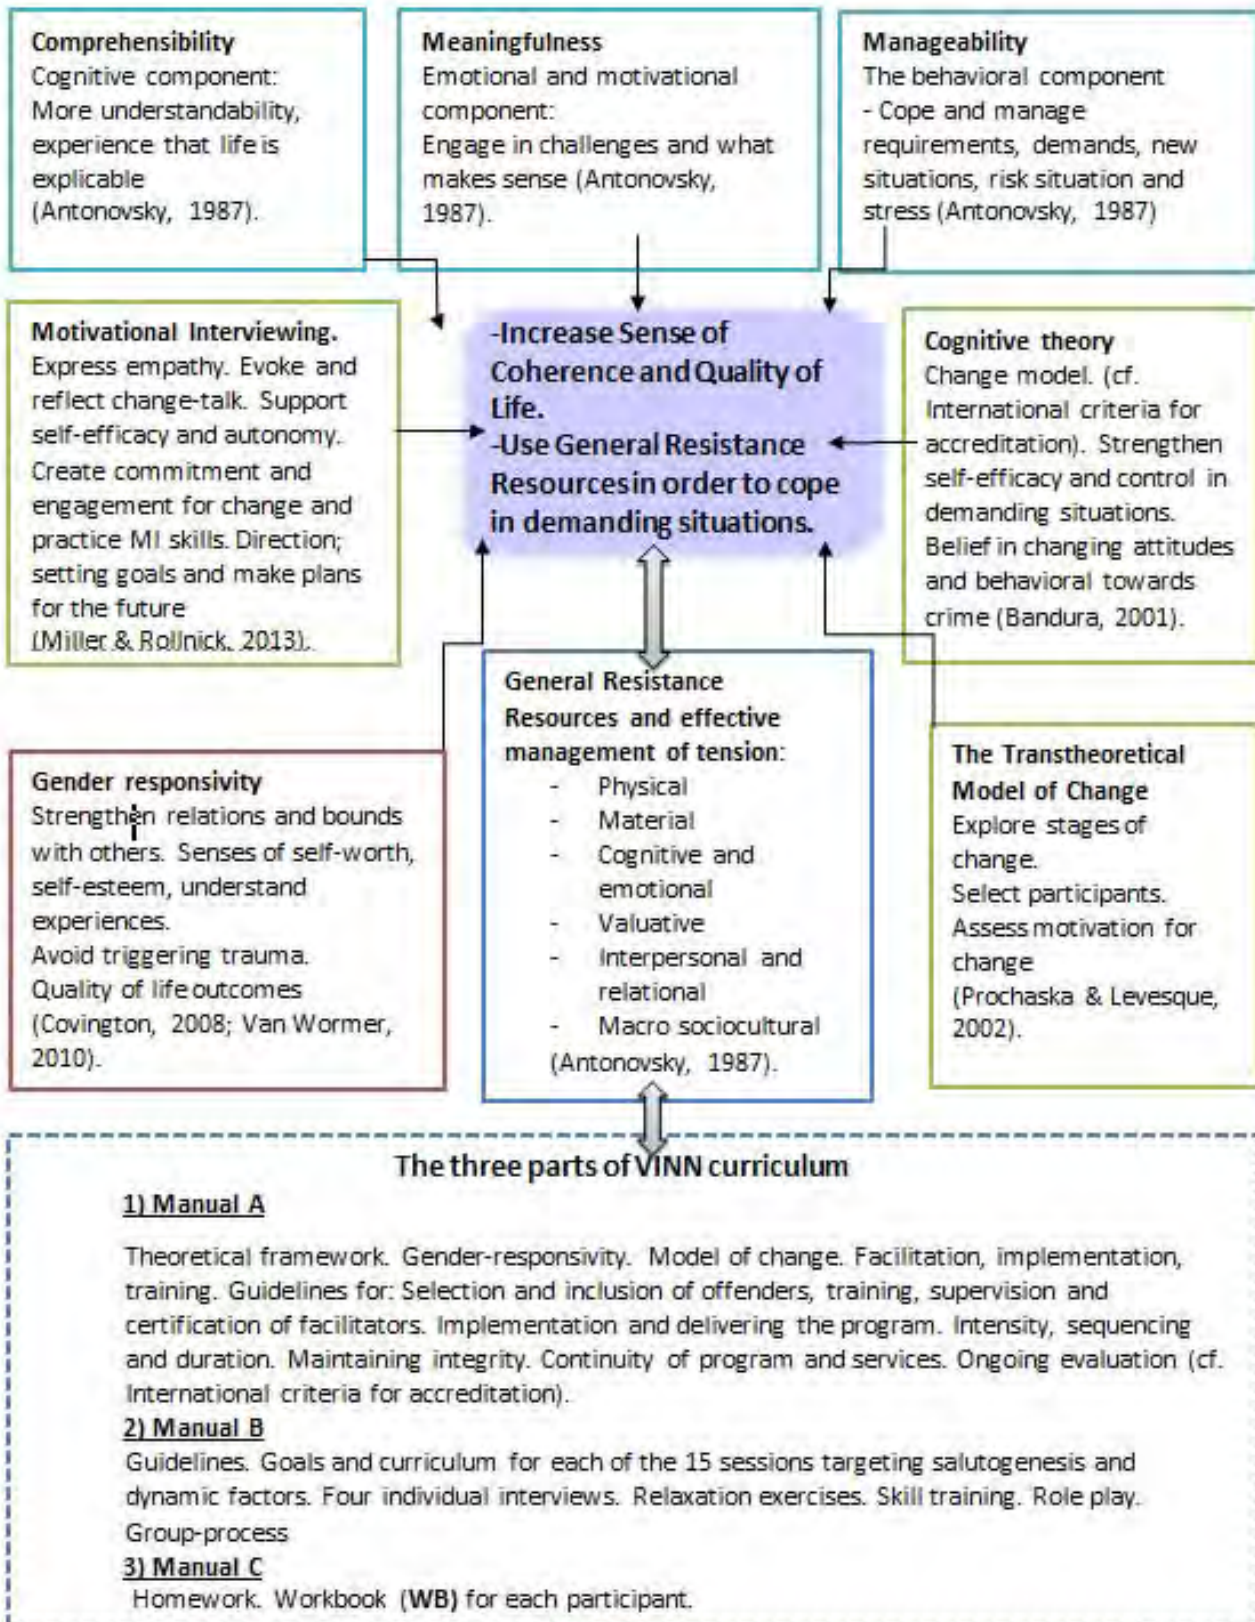 Comprehensibility
Cognitive component:
More understandability,
experience that life is
explicable
(Antonovsky, 1987).
Meaningfulness
Emotional and motivational
component:
Engage in challenges and what
makes sense (Antonovsky,
1987).
Manageability
The behavioral component
- Cope and manage
requirements, demands, new
situations, risk situation and
stress (Antonovsky, 1987)
Motivational Interviewing.
Express empathy. Evoke and
reflect change-talk. Support
self-efficacy and autonomy.
Create commitment and
engagement for change and
practice MI skills. Direction;
setting goals and make plans
for the future
(Miller & Rollnick, 2013).
-Increase Sense of
Coherence and Quality of
Life.
-Use General Resistance
Resources in order to cope
in demanding situations.
Cognitive theory
Change model. (cf.
International criteria for
accreditation). Strengthen
self-efficacy and control in
demanding situations.
Belief in changing attitudes
and behavioral towards
crime (Bandura, 2001).
Gender responsivity
Strengthen relations and bounds
with others. Senses of self-worth,
self-esteem, understand
experiences.
Avoid triggering trauma.
Quality of life outcomes
(Covington, 2008; Van Wormer,
2010).
General Resistance
Resources and effective
management of tension:
- Physical
- Material
- Cognitive and
emotional
- Valuative
- Interpersonal and
relational
- Macro sociocultural
(Antonovsky, 1987).
The Transtheoretical
Model of Change
Explore stages of
change.
Select participants.
Assess motivation for
change
(Prochaska & Levesque,
2002).
The three parts of VINN curriculum
1) Manual A
Theoretical framework. Gender-responsivity. Model of change. Facilitation, implementation,
training. Guidelines for: Selection and inclusion of offenders, training, supervision and
certification of facilitators. Implementation and delivering the program. Intensity, sequencing
and duration. Maintaining integrity. Continuity of program and services. Ongoing evaluation (cf.
International criteria for accreditation).
2) Manual B
Guidelines. Goals and curriculum for each of the 15 sessions targeting salutogenesis and
dynamic factors. Four individual interviews. Relaxation exercises. Skill training. Role play.
Group-process
3) Manual C
Homework. Workbook (WB) for each participant.